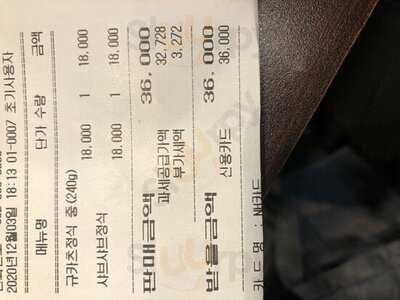 2020년12월03일 18:13 01-0007 초기사용자
메뉴명 단가 수량 금액
규카츠정식 중(240g)
18,000 1 18,000
샤브샤브정식
18,000 1 18,000
판매금액 36,000
과세공급가액 32,728
부가세액 3,272
받을금액 36,000
신용카드 36,000
카 드 명 : NH카드